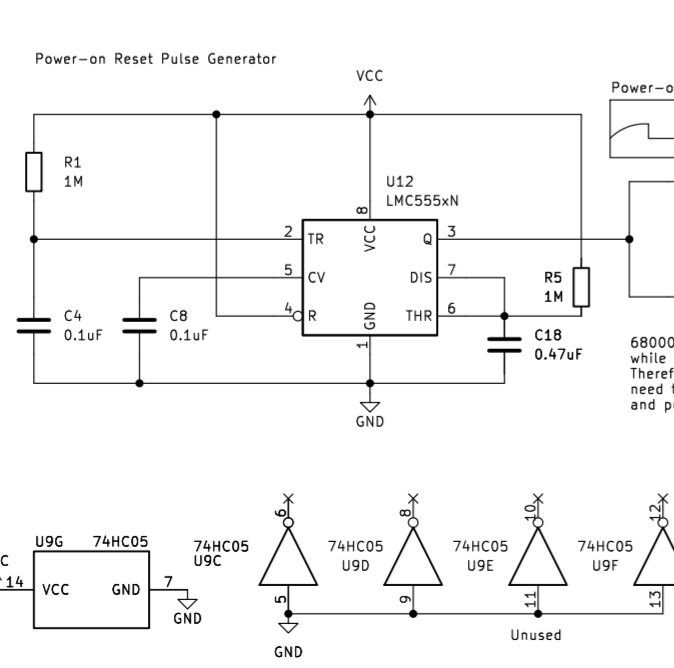 Power-on Reset Pulse Generator
VCC
Power-o
R1
1M
U12
LMC555xN
8
VCC
2
TR
Q
3
5
CV
DIS
7
R5
1M
4
R
GND
THR
6
C4
0.1uF
C8
0.1uF
1
C18
0.47uF
GND
68000
while
Theref
need t
and p
U9G
74HC05
C
14
VCC
GND
7
GND
74HC05
U9C
6
5
GND
74HC05
U9D
8
9
74HC05
U9E
10
11
74HC05
U9F
12
13
Unused